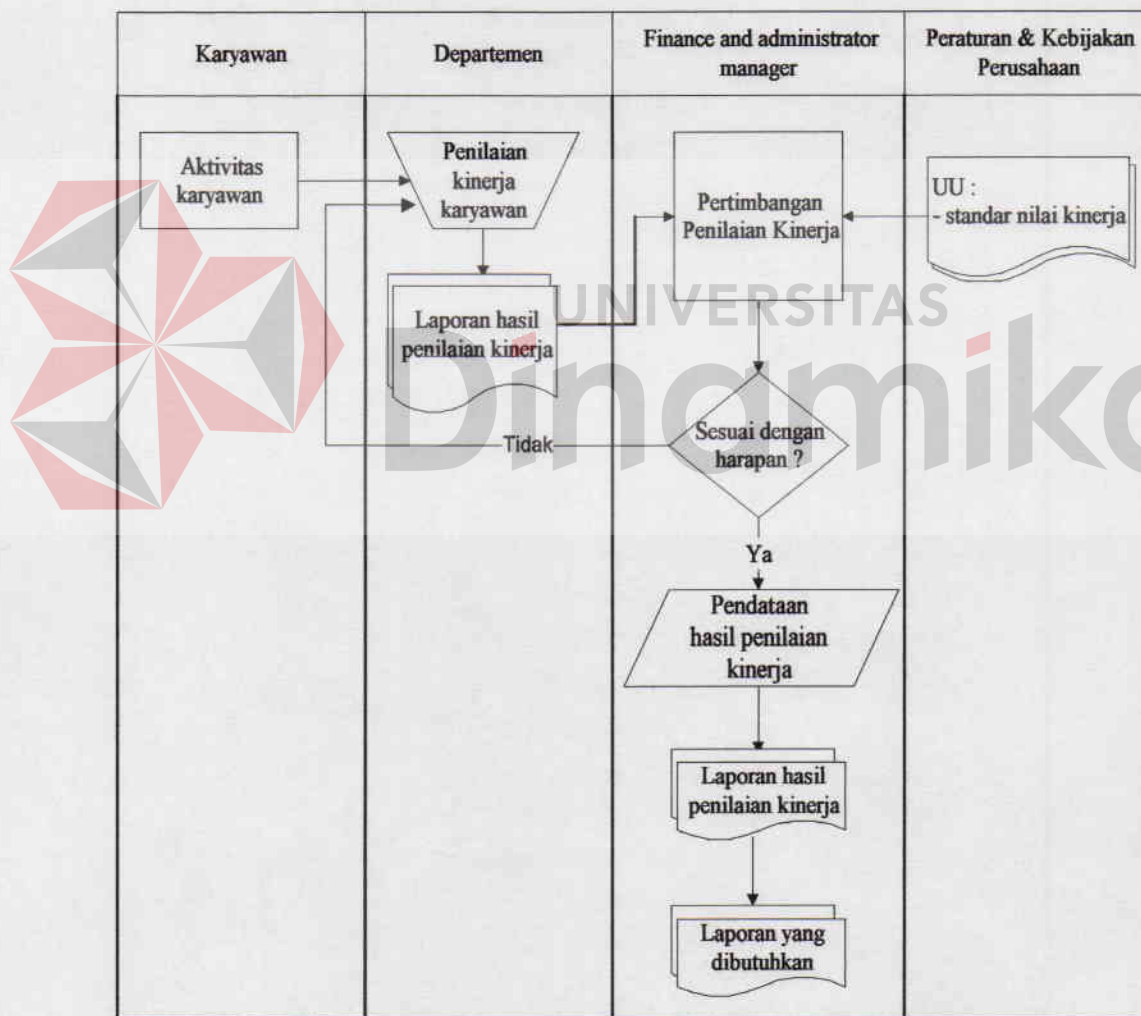 Karyawan
Departemen
Finance and administrator
manager
Peraturan & Kebijakan
Perusahaan
Aktivitas
karyawan
Penilaian
kinerja
karyawan
Pertimbangan
Penilaian Kinerja
UU :
- standar nilai kinerja
Laporan hasil
penilaian kinerja
UNIVERSITAS
Dinamika
Sesuai dengan
harapan ?
Tidak
Ya
Pendataan
hasil penilaian
kinerja
Laporan hasil
penilaian kinerja
Laporan yang
dibutuhkan